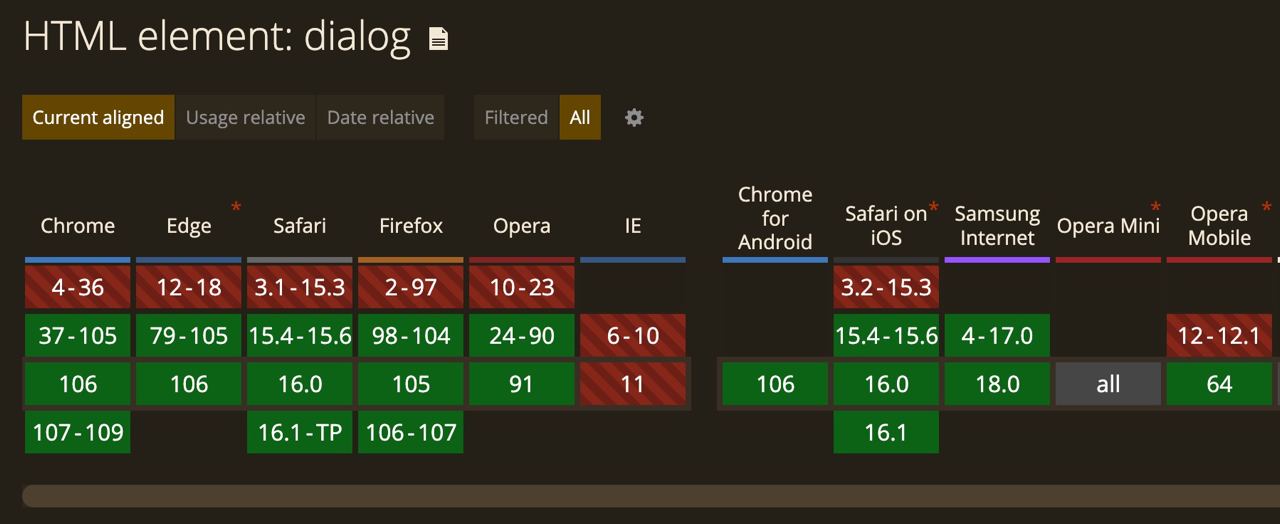 HTML element: dialog
Current aligned Usage relative Date relative Filtered All
Chrome Edge * Safari Firefox Opera IE Chrome for Android Safari on iOS * Samsung Internet Opera Mini * Opera Mobile *
4-36 12-18 3.1-15.3 2-97 10-23 3.2-15.3
37-105 79-105 15.4-15.6 98-104 24-90 6-10 15.4-15.6 4-17.0 12-12.1
106 106 16.0 105 91 11 106 16.0 18.0 all 64
107-109 16.1-TP 106-107 16.1